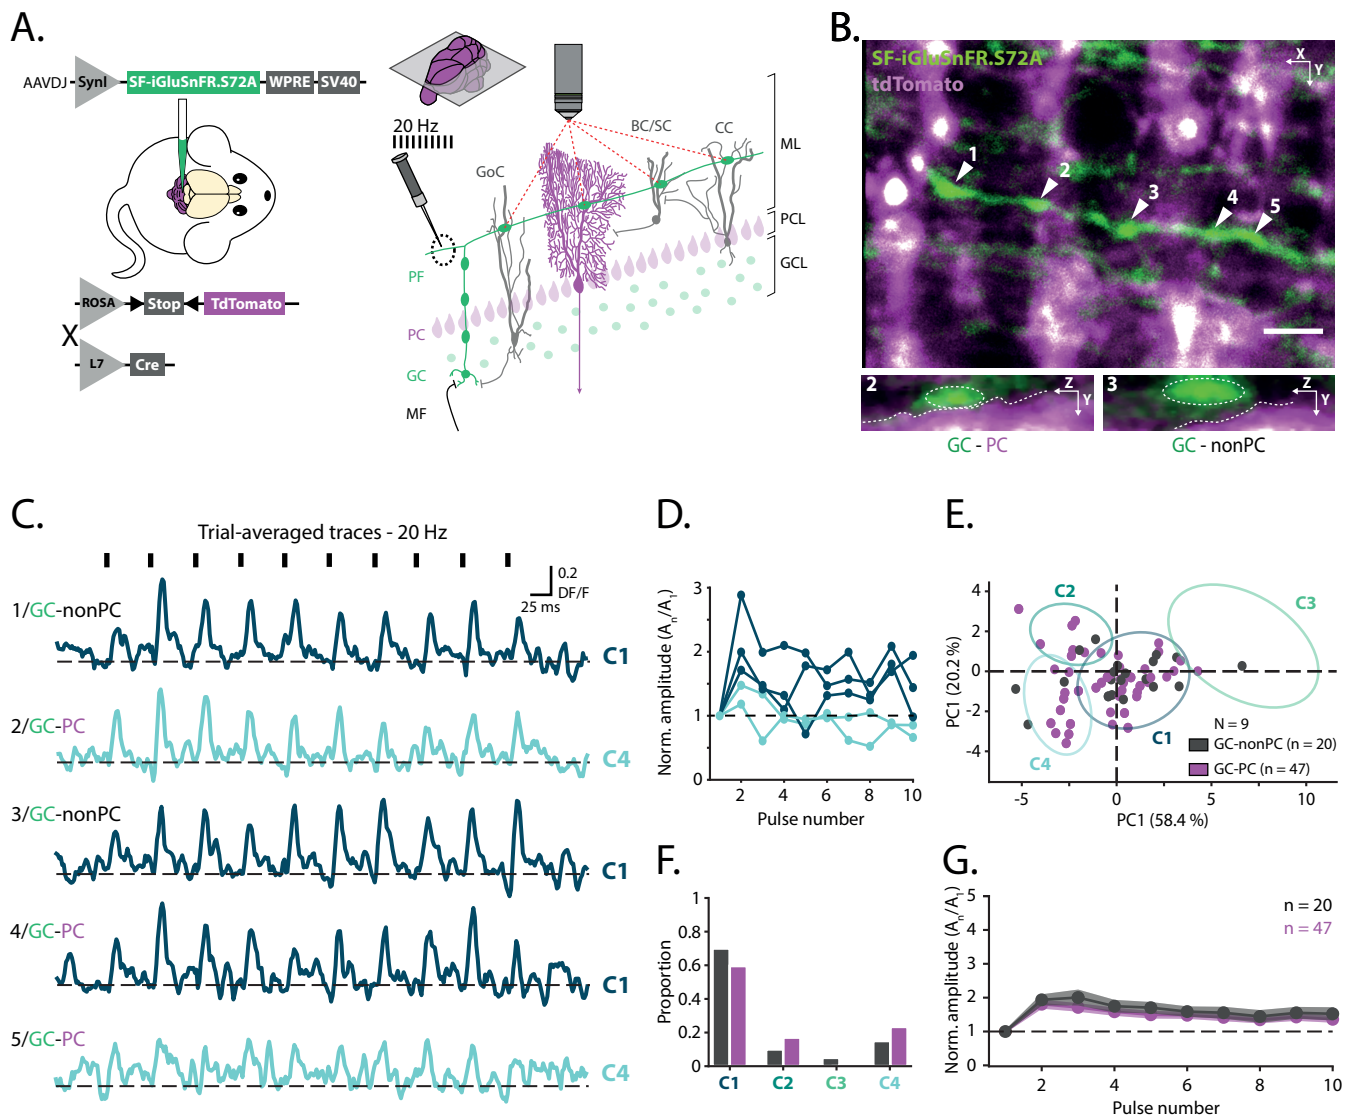 A.
AAVDJ
SynI
SF-iGluSnFR.S72A
WPRE
SV40
ROSA
Stop
TdTomato
X
L7
Cre
20 Hz
GoC
BC/SC
CC
ML
PCL
GCL
PF
PC
GC
MF
B.
SF-iGluSnFR.S72A
tdTomato
X
Y
1
2
3
4
5
2
Z
Y
3
Z
Y
GC - PC
GC - nonPC
C.
Trial-averaged traces - 20 Hz
0.2
DF/F
25 ms
1/GC-nonPC
C1
2/GC-PC
C4
3/GC-nonPC
C1
4/GC-PC
C1
5/GC-PC
C4
D.
Norm. amplitude (An/A1)
3
2
1
0
2 4 6 8 10
Pulse number
E.
PC1 (20.2 %)
4
2
0
-2
-4
C2
C3
C1
C4
N = 9
GC-nonPC (n = 20)
GC-PC (n = 47)
-5 0 5 10
PC1 (58.4 %)
F.
Proportion
1
0.8
0.6
0.4
0.2
0
C1 C2 C3 C4
G.
Norm. amplitude (An/A1)
5
4
3
2
1
0
n = 20
n = 47
2 4 6 8 10
Pulse number